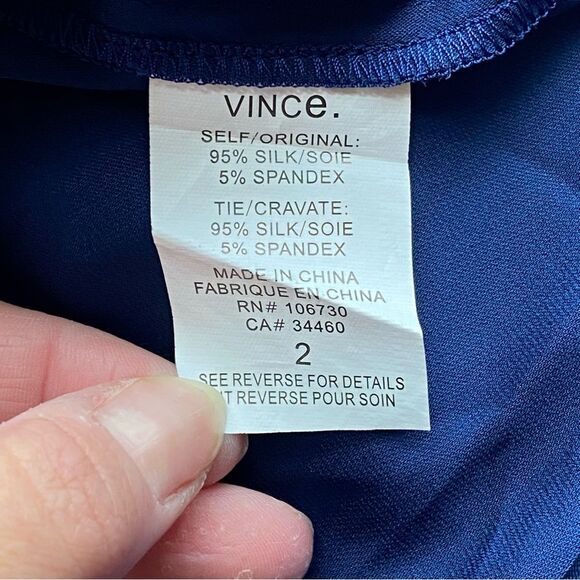 VINCe.
SELF/ORIGINAL:
95% SILK/SOIE
5% SPANDEX
TIE/CRAVATE:
95% SILK/SOIE
5% SPANDEX
MADE IN CHINA
FABRIQUE EN CHINA
RN# 106730
CA# 34460
2
SEE REVERSE FOR DETAILS
REVERSE POUR SOIN